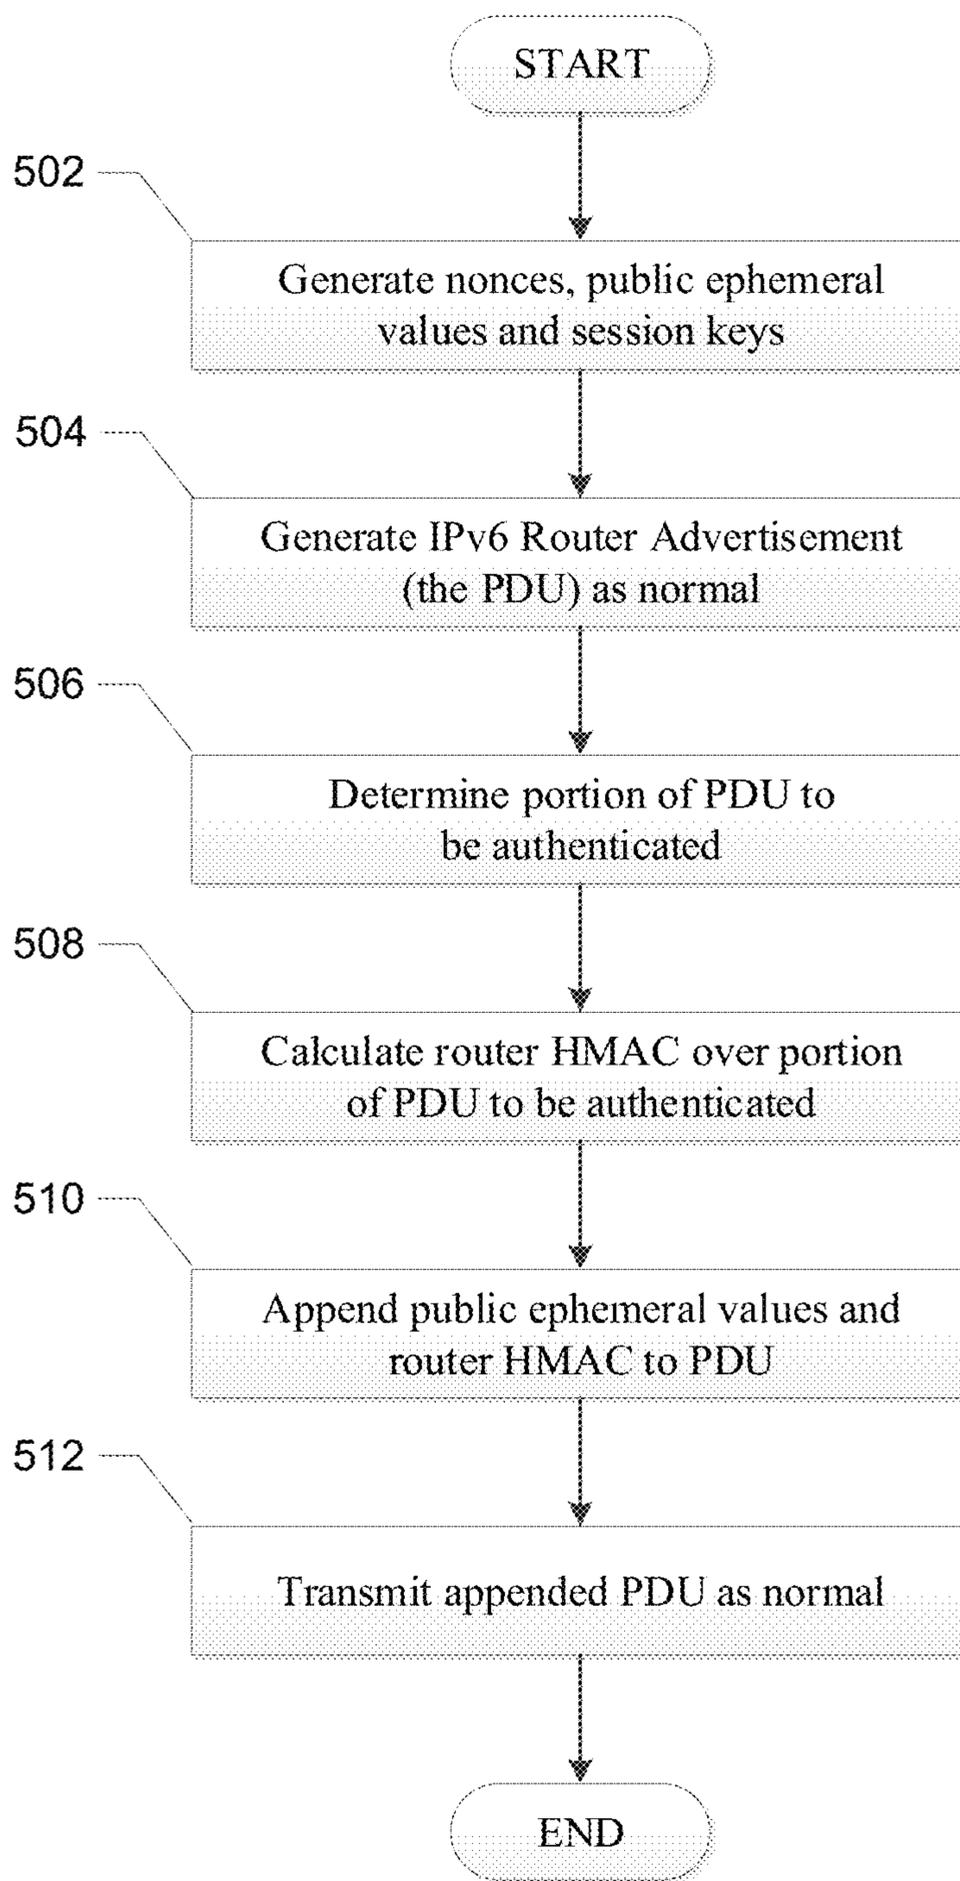 START
502
Generate nonces, public ephemeral
values and session keys
504
Generate IPv6 Router Advertisement
(the PDU) as normal
506
Determine portion of PDU to
be authenticated
508
Calculate router HMAC over portion
of PDU to be authenticated
510
Append public ephemeral values and
router HMAC to PDU
512
Transmit appended PDU as normal
END